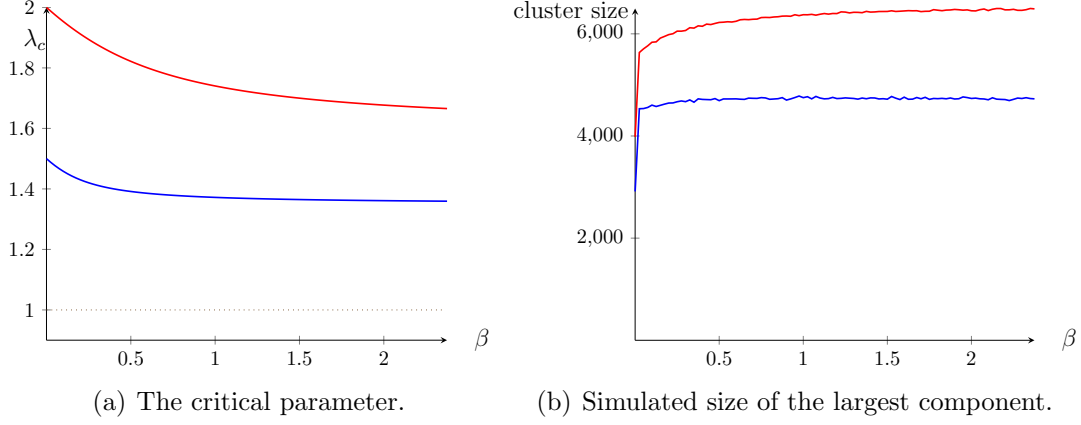 2
λc
1.8
1.6
1.4
1.2
1
0.5
1
1.5
2
β
(a) The critical parameter.
cluster size
6,000
4,000
2,000
0.5
1
1.5
2
β
(b) Simulated size of the largest component.